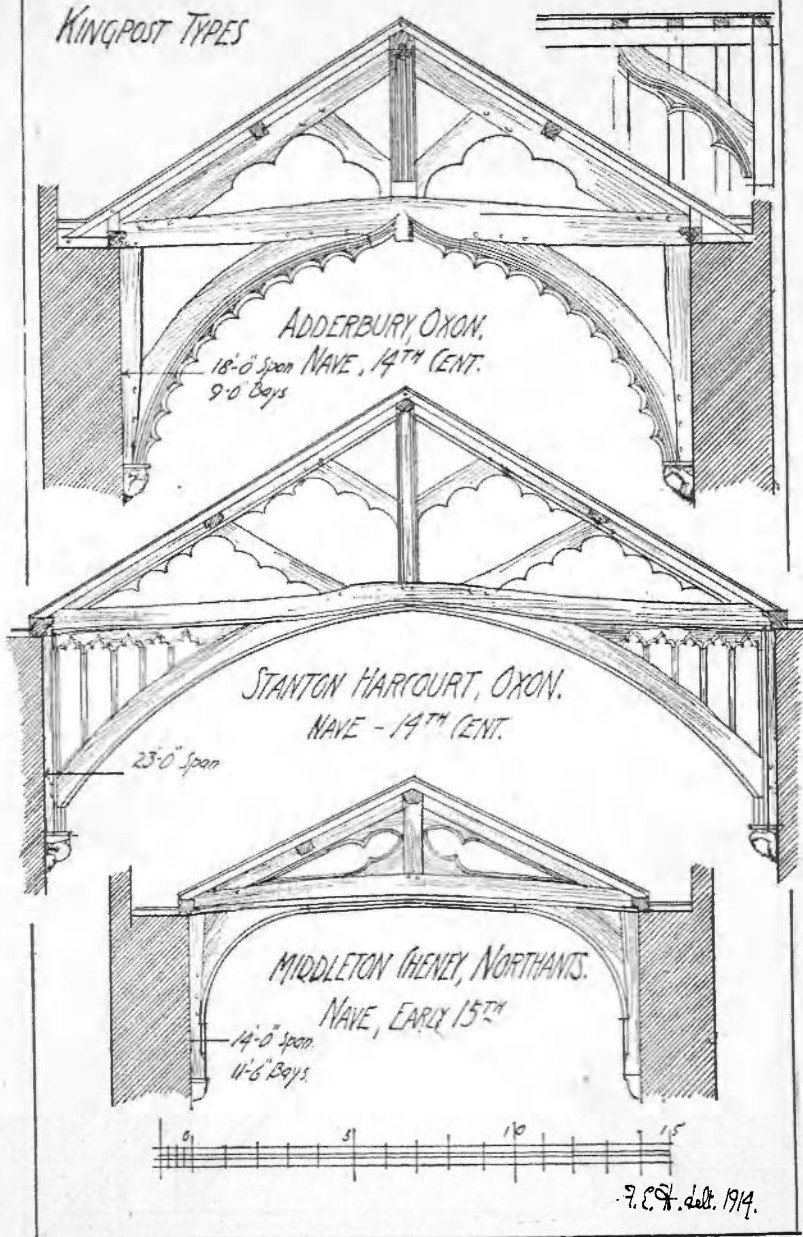 KINGPOST TYPES
ADDERBURY, OXON.
18'-0" Span NAVE, 14TH CENT.
9'-0" Bays
STANTON HARCOURT, OXON.
NAVE - 14TH CENT.
23'-0" Span
MIDDLETON CHENEY, NORTHANTS.
NAVE, EARLY 15TH
14'-0" Span.
11'-6" Bays.
0 5 10 15
F.E.H. delt. 1914.